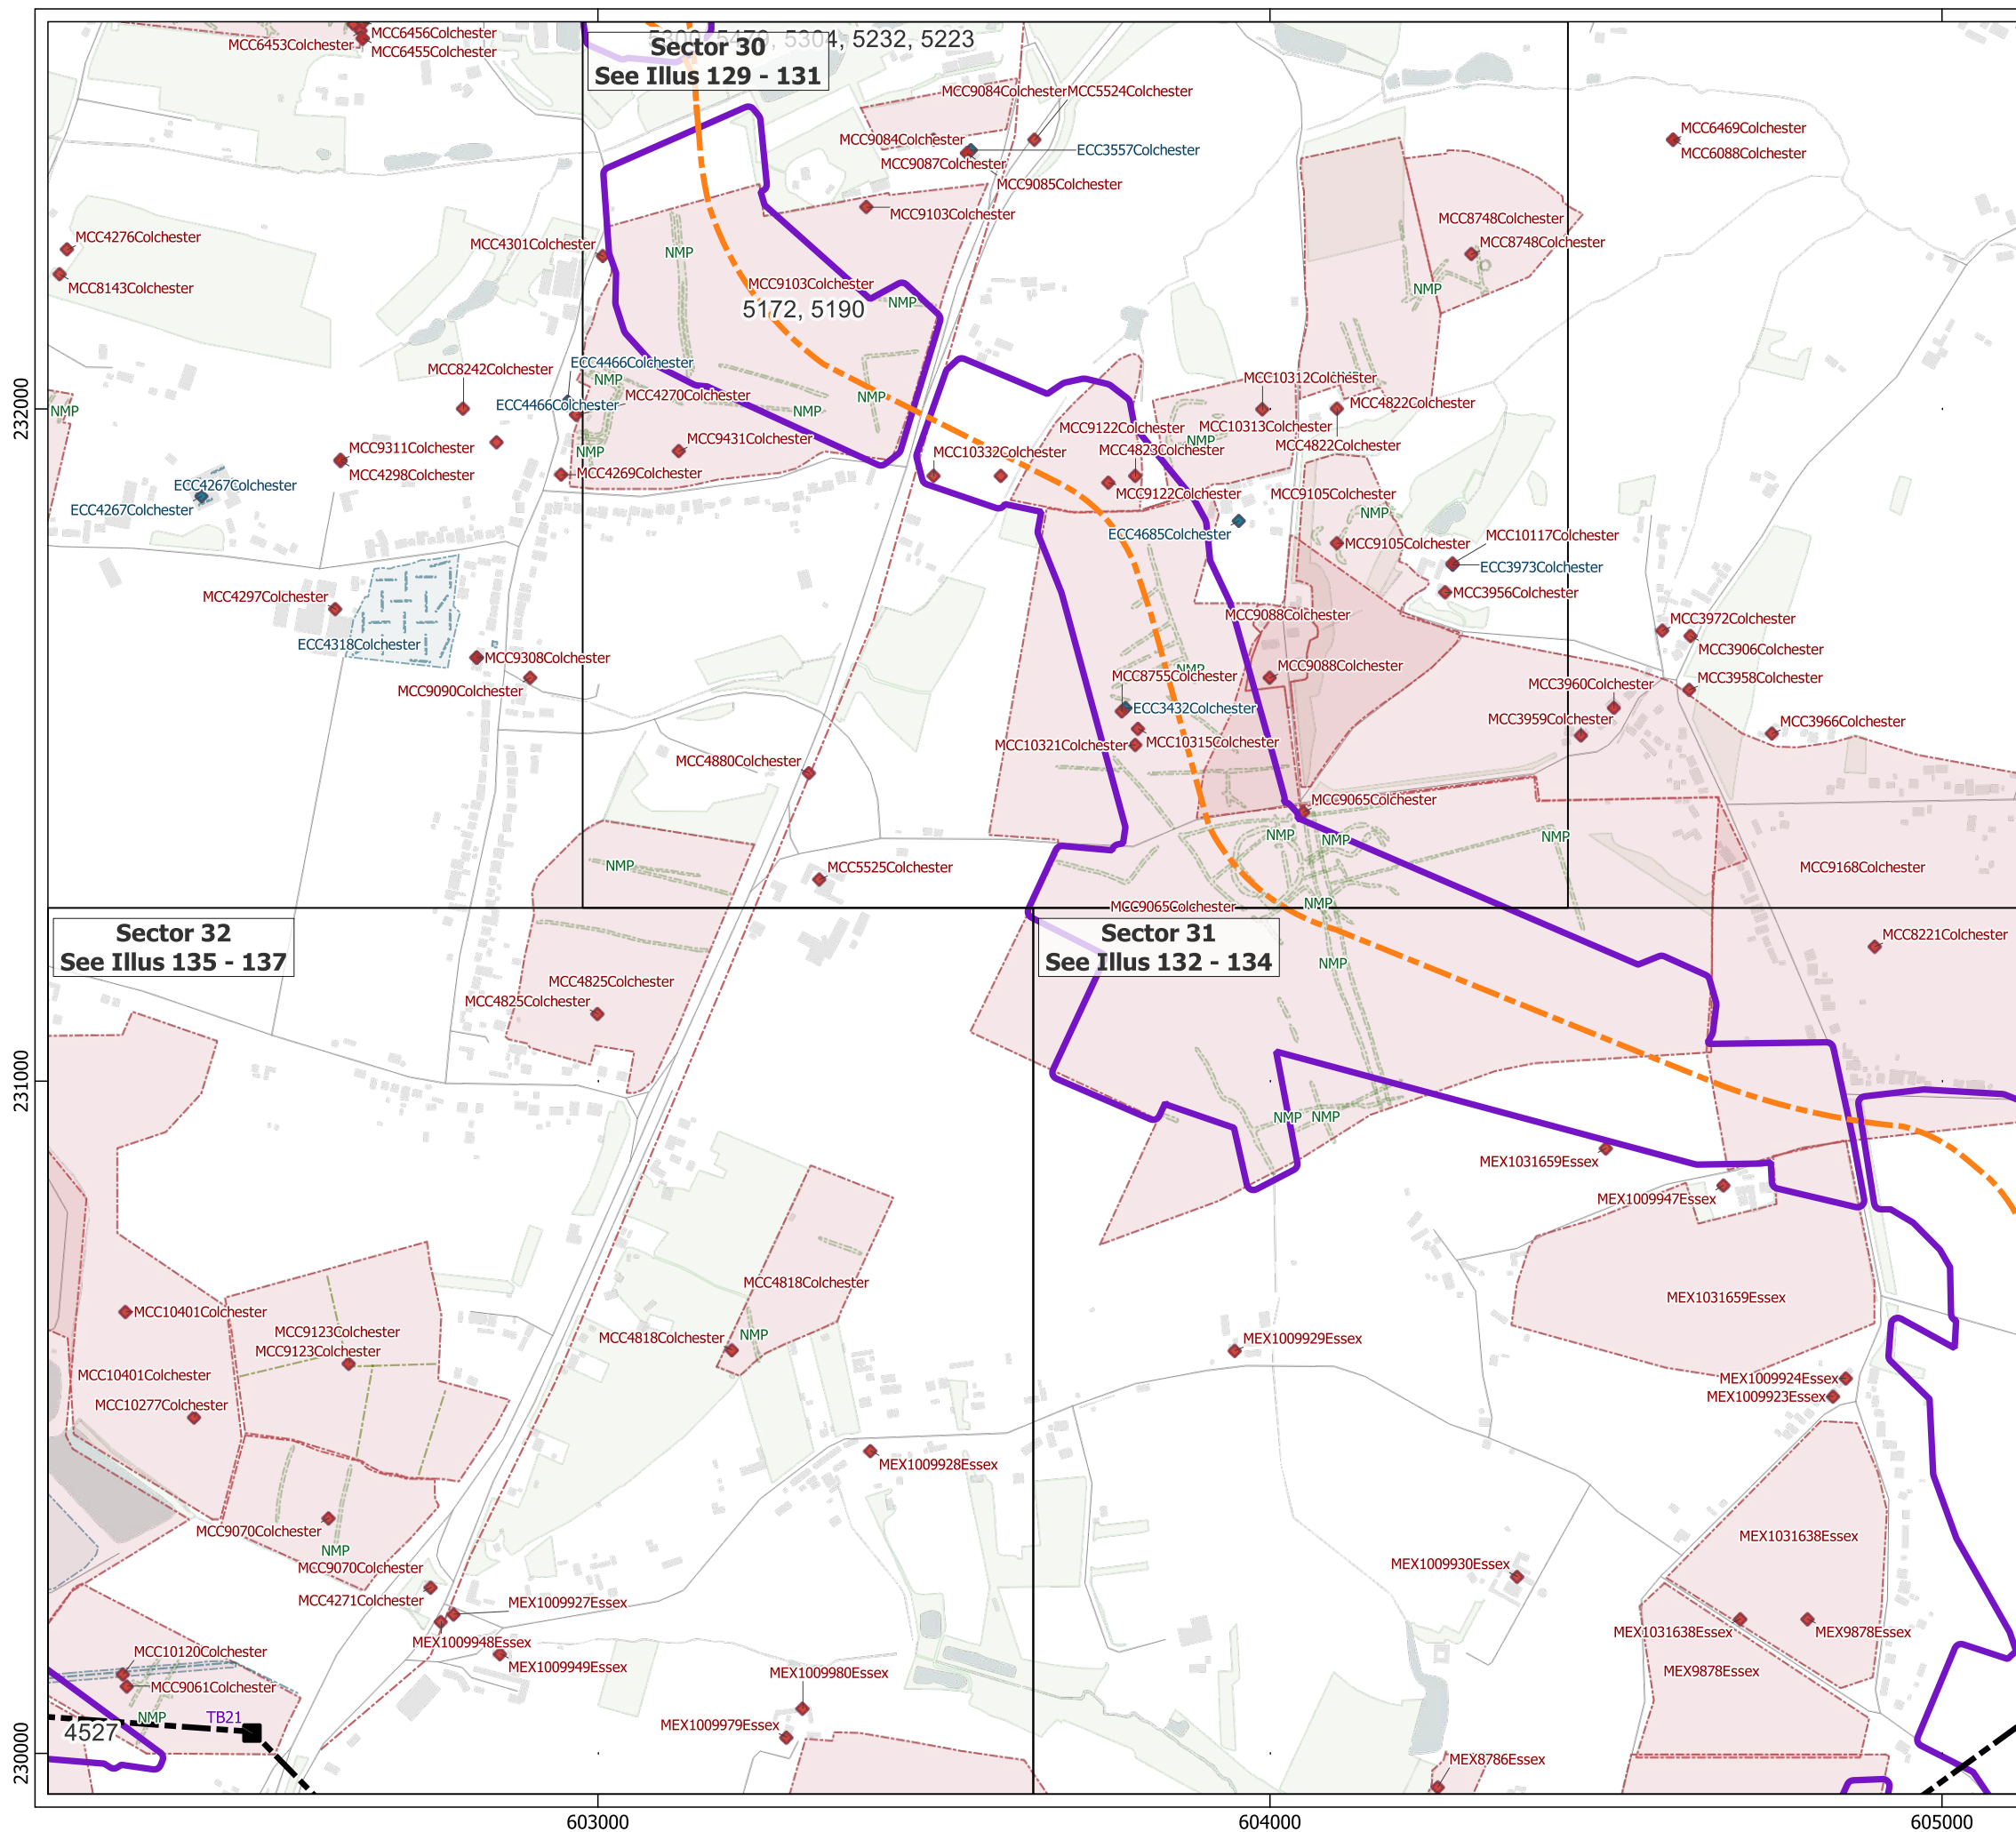 MCC6456Colchester
MCC6453Colchester
MCC6455Colchester
5300, 5479, 5304, 5232, 5223
Sector 30
See Illus 129 - 131
MCC9084Colchester
MCC5524Colchester
MCC9084Colchester
ECC3557Colchester
MCC9087Colchester
MCC9085Colchester
MCC9103Colchester
MCC6469Colchester
MCC6088Colchester
MCC8748Colchester
MCC8748Colchester
NMP
MCC4276Colchester
MCC8143Colchester
MCC4301Colchester
NMP
MCC9103Colchester
NMP
5172, 5190
MCC8242Colchester
ECC4466Colchester
NMP
ECC4466Colchester
MCC4270Colchester
NMP
NMP
NMP
232000
MCC9311Colchester
MCC4298Colchester
NMP
MCC9431Colchester
MCC4269Colchester
ECC4267Colchester
ECC4267Colchester
MCC10332Colchester
MCC9122Colchester
MCC4823Colchester
MCC9122Colchester
MCC10312Colchester
MCC10313Colchester
NMP
MCC4822Colchester
MCC4822Colchester
MCC9105Colchester
NMP
MCC9105Colchester
ECC4685Colchester
MCC10117Colchester
ECC3973Colchester
MCC3956Colchester
MCC4297Colchester
ECC4318Colchester
MCC9308Colchester
MCC9090Colchester
MCC9088Colchester
MCC9088Colchester
NMP
MCC8755Colchester
ECC3432Colchester
MCC10315Colchester
MCC10321Colchester
MCC3972Colchester
MCC3906Colchester
MCC3958Colchester
MCC3960Colchester
MCC3959Colchester
MCC3966Colchester
MCC4880Colchester
MCC9065Colchester
NMP
NMP
NMP
NMP
MCC5525Colchester
MCC9168Colchester
MCC9065Colchester
NMP
Sector 32
See Illus 135 - 137
Sector 31
See Illus 132 - 134
MCC8221Colchester
NMP
MCC4825Colchester
MCC4825Colchester
231000
NMP
NMP
MEX1031659Essex
MEX1009947Essex
MCC4818Colchester
MCC4818Colchester
NMP
MEX1031659Essex
MCC10401Colchester
MCC9123Colchester
MCC9123Colchester
MCC10401Colchester
MCC10277Colchester
MEX1009929Essex
MEX1009924Essex
MEX1009923Essex
MEX1009928Essex
MCC9070Colchester
NMP
MCC9070Colchester
MCC4271Colchester
MEX1031638Essex
MEX1009930Essex
MEX1009927Essex
MEX1009948Essex
MEX1009949Essex
MEX1031638Essex
MEX9878Essex
MEX9878Essex
MCC10120Colchester
MCC9061Colchester
NMP
TB21
4527
MEX1009980Essex
MEX1009979Essex
MEX8786Essex
230000
603000
604000
605000